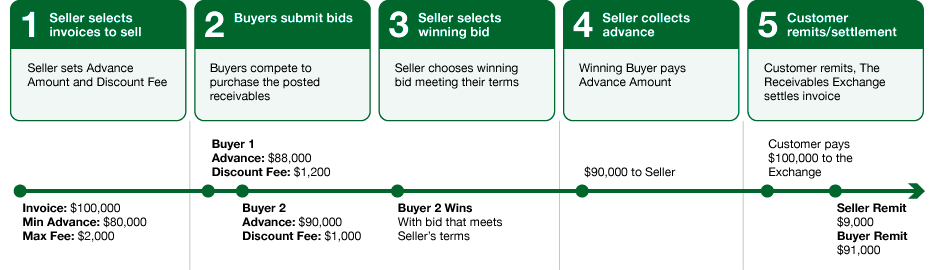 1 Seller selects
invoices to sell
Seller sets Advance
Amount and Discount Fee
2 Buyers submit bids
Buyers compete to
purchase the posted
receivables
3 Seller selects
winning bid
Seller chooses winning
bid meeting their terms
4 Seller collects
advance
Winning Buyer pays
Advance Amount
5 Customer
remits/settlement
Customer remits, The
Receivables Exchange
settles invoice
Invoice: $100,000
Min Advance: $80,000
Max Fee: $2,000
Buyer 1
Advance: $88,000
Discount Fee: $1,200
Buyer 2
Advance: $90,000
Discount Fee: $1,000
Buyer 2 Wins
With bid that meets
Seller's terms
$90,000 to Seller
Customer pays
$100,000 to the
Exchange
Seller Remit
$9,000
Buyer Remit
$91,000